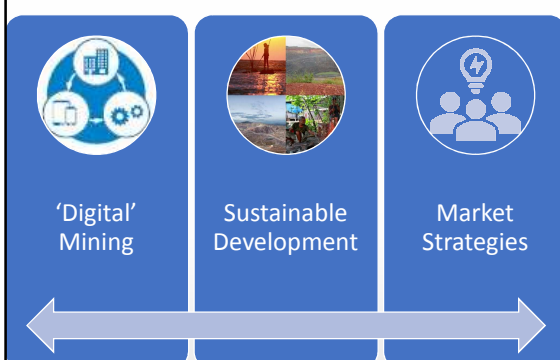 ‘Digital’
Mining
Sustainable
Development
Market
Strategies